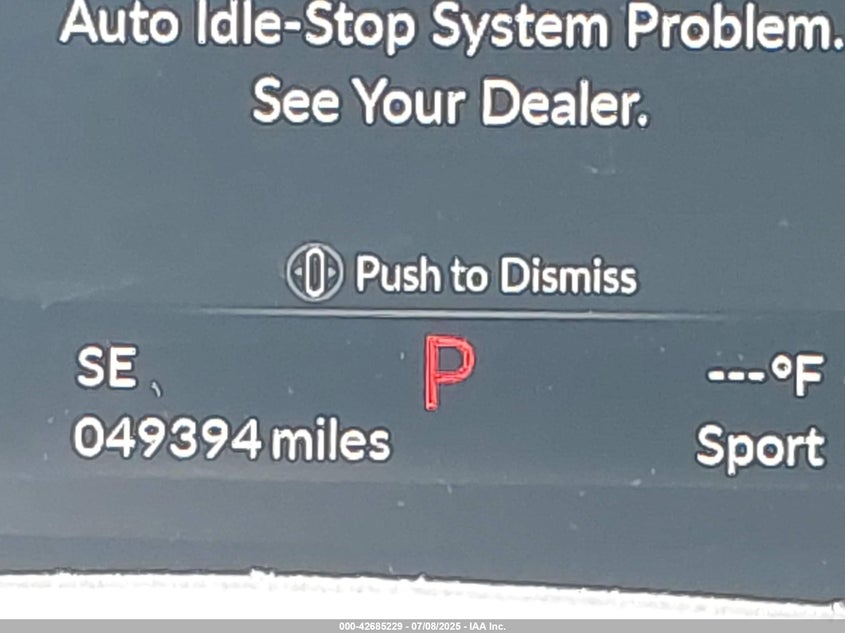 Auto Idle-Stop System Problem.
See Your Dealer.
Push to Dismiss
SE P ---°F
049394 miles Sport
000-42685229 - 07/08/2025 - IAA Inc.